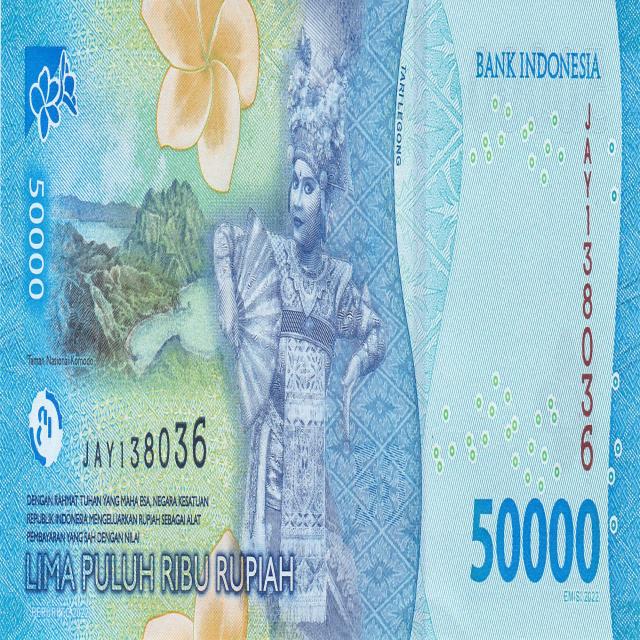 BANK INDONESIA
TARI LEGONG
JAY138036
50000
Taman Nasional Komodo
JAY138036
DENGAN RAHMAT TUHAN YANG MAHA ESA, NEGARA KESATUAN
REPUBLIK INDONESIA MENGELUARKAN RUPIAH SEBAGAI ALAT
PEMBAYARAN YANG SAH DENGAN NILAI
LIMA PULUH RIBU RUPIAH
50000
EMISI 2022